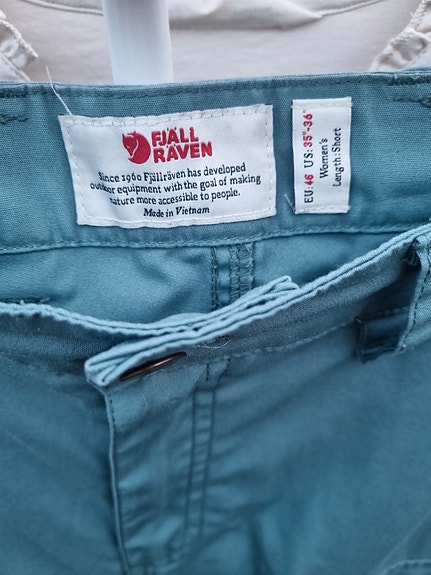 FJÄLL
RÄVEN
Since 1960 Fjällräven has developed
outdoor equipment with the goal of making
nature more accessible to people.
Made in Vietnam
EU: 46 US: 35"-36"
Women's
Length: Short